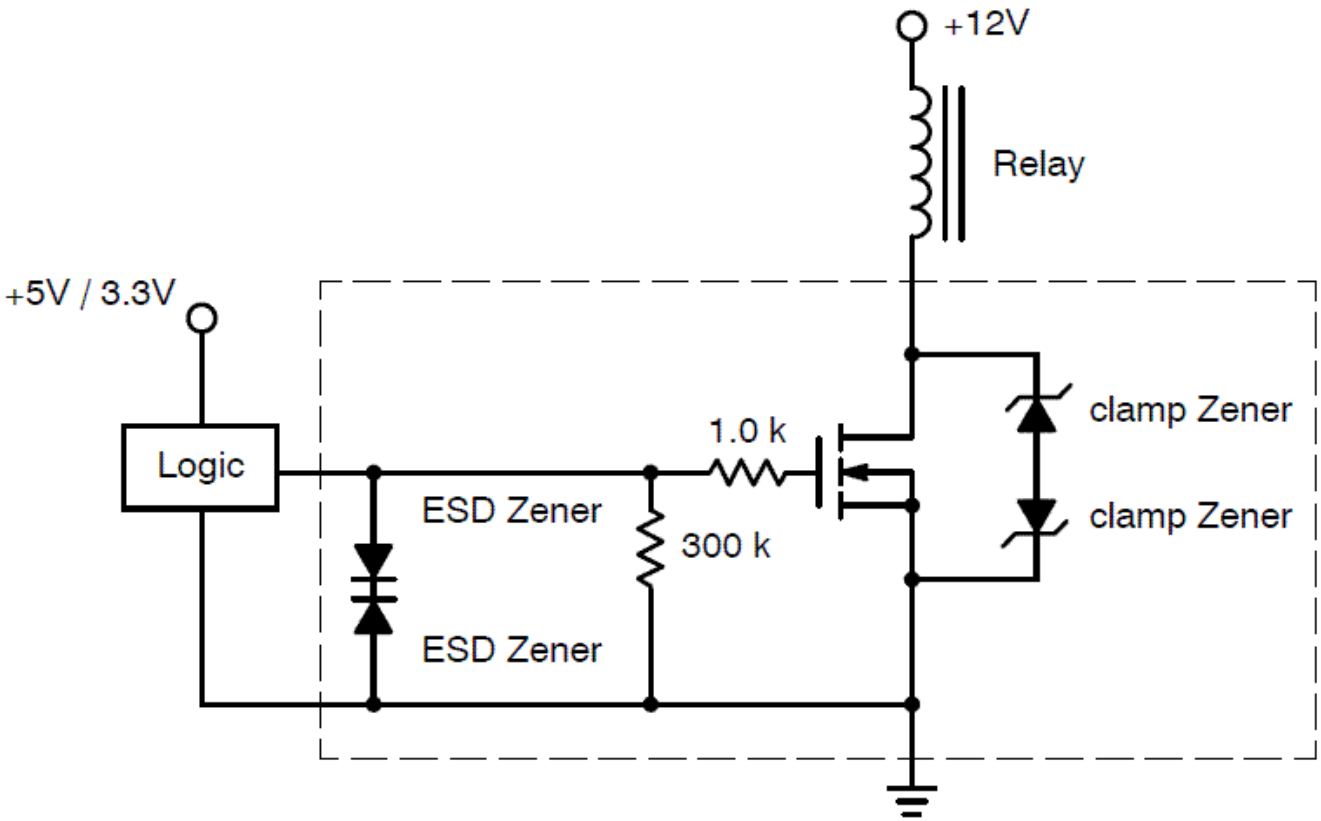 +12V
Relay
+5V / 3.3V
clamp Zener
1.0 k
Logic
ESD Zener
clamp Zener
300 k
ESD Zener